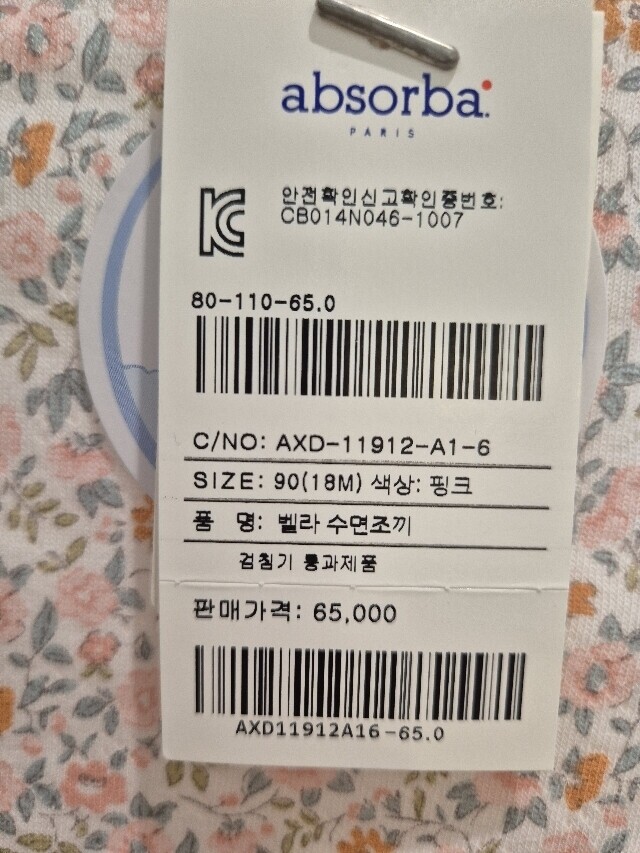 absorba.
PARIS
안전확인신고확인증번호:
CB014N046-1007
80-110-65.0
C/NO: AXD-11912-A1-6
SIZE: 90(18M) 색상: 핑크
품 명: 벨라 수면조끼
검침기 통과제품
판매가격: 65,000
AXD11912A16-65.0